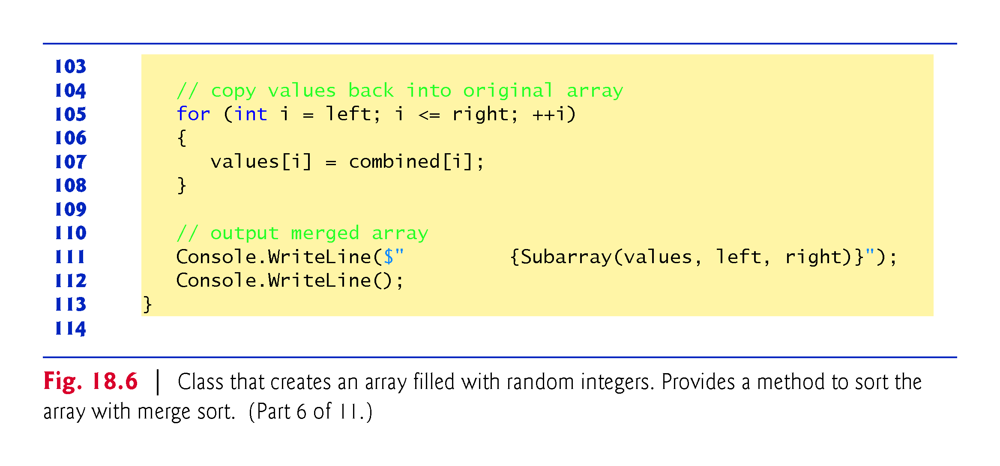 103
104 // copy values back into original array
105 for (int i = left; i <= right; ++i)
106 {
107    values[i] = combined[i];
108 }
109
110 // output merged array
111 Console.WriteLine($"         {Subarray(values, left, right)}");
112 Console.WriteLine();
113 }
114
Fig. 18.6 | Class that creates an array filled with random integers. Provides a method to sort the
array with merge sort. (Part 6 of 11.)